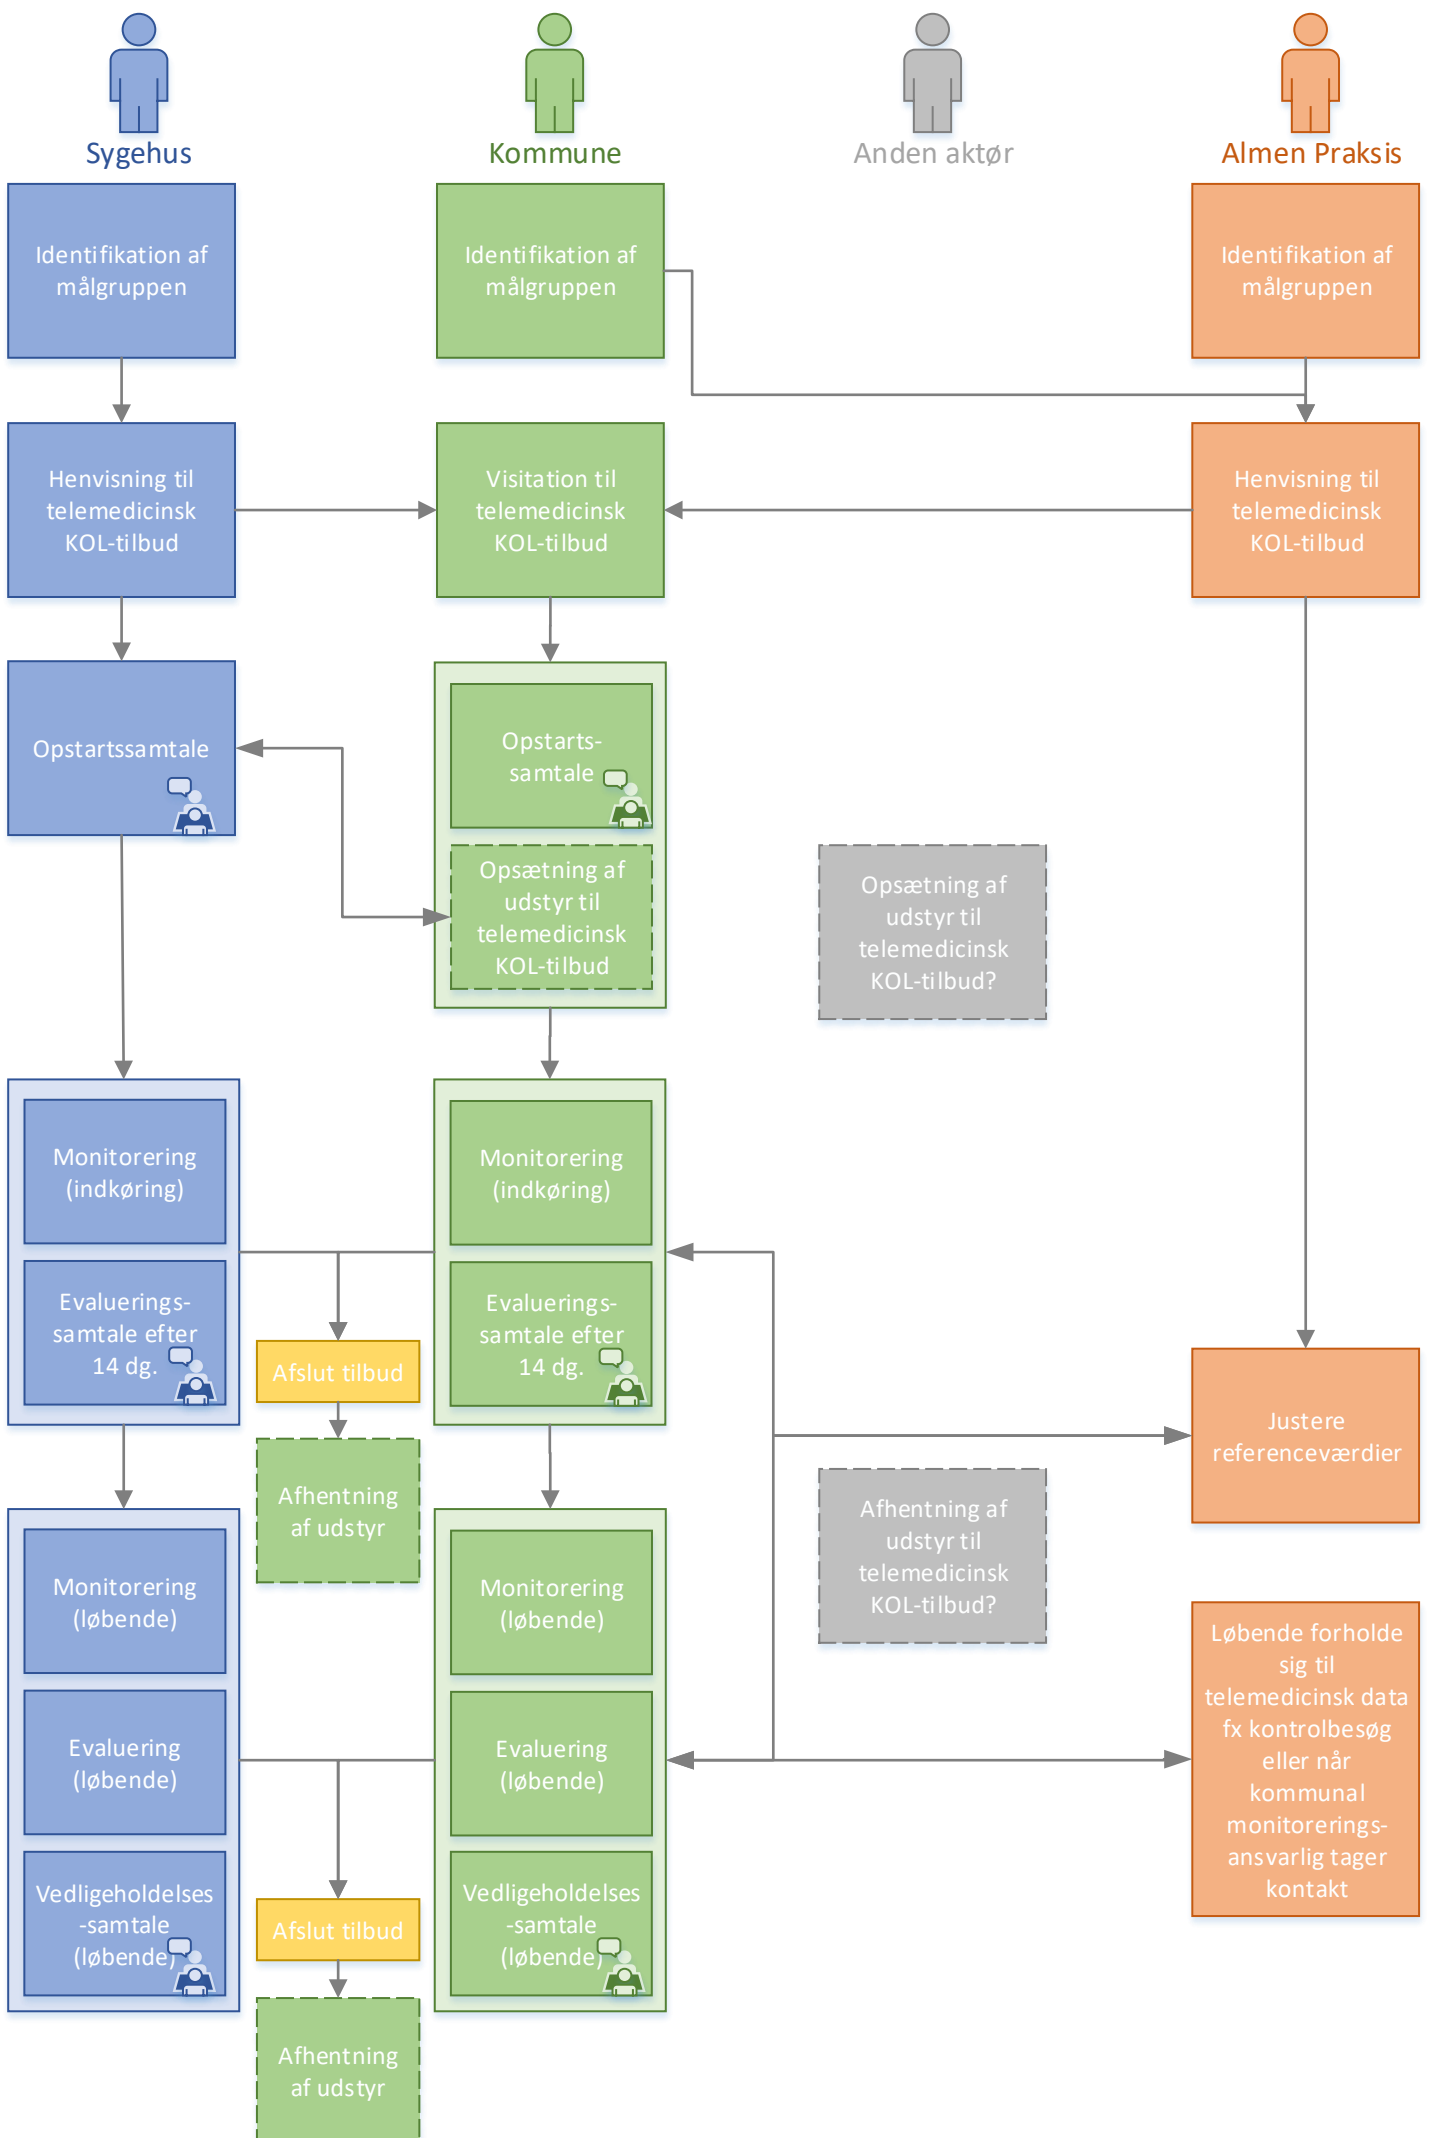 Sygehus
Kommune
Anden aktør
Almen Praksis
Identifikation af
målgruppen
Identifikation af
målgruppen
Identifikation af
målgruppen
Henvisning til
telemedicinsk
KOL-tilbud
Visitation til
telemedicinsk
KOL-tilbud
Henvisning til
telemedicinsk
KOL-tilbud
Opstartssamtale
Opstarts-
samtale
Opsætning af
udstyr til
telemedicinsk
KOL-tilbud
Opsætning af
udstyr til
telemedicinsk
KOL-tilbud?
Monitorering
(indkøring)
Evaluerings-
samtale efter
14 dg.
Monitorering
(indkøring)
Evaluerings-
samtale efter
14 dg.
Afslut tilbud
Afhentning
af udstyr
Justere
referenceværdier
Afhentning af
udstyr til
telemedicinsk
KOL-tilbud?
Monitorering
(løbende)
Evaluering
(løbende)
Vedligeholdelses
-samtale
(løbende)
Monitorering
(løbende)
Evaluering
(løbende)
Vedligeholdelses
-samtale
(løbende)
Løbende forholde
sig til
telemedicinsk data
fx kontrolbesøg
eller når
kommunal
monitorerings-
ansvarlig tager
kontakt
Afslut tilbud
Afhentning
af udstyr